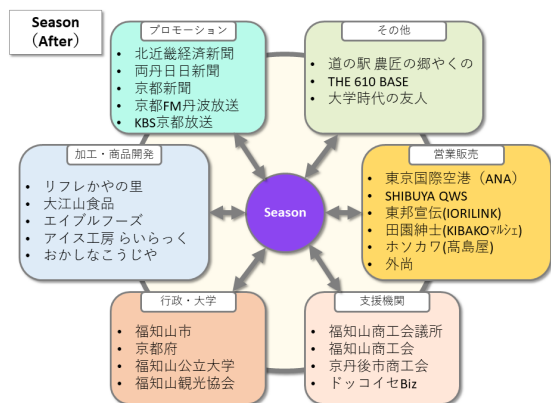 Season
（After）
プロモーション
• 北近畿経済新聞
• 両丹日日新聞
• 京都新聞
• 京都FM丹波放送
• KBS京都放送
その他
• 道の駅 農匠の郷やくの
• THE 610 BASE
• 大学時代の友人
加工・商品開発
• リフレかやの里
• 大江山食品
• エイブルフーズ
• アイス工房 らいらっく
• おかしなこうじや
Season
営業販売
• 東京国際空港（ANA）
• SHIBUYA QWS
• 東邦宣伝(IORILINK)
• 田園紳士(KIBAKOﾏﾙｼｪ)
• ホソカワ(髙島屋)
• 外尚
行政・大学
• 福知山市
• 京都府
• 福知山公立大学
• 福知山観光協会
支援機関
• 福知山商工会議所
• 福知山商工会
• 京丹後市商工会
• ドッコイセBiz